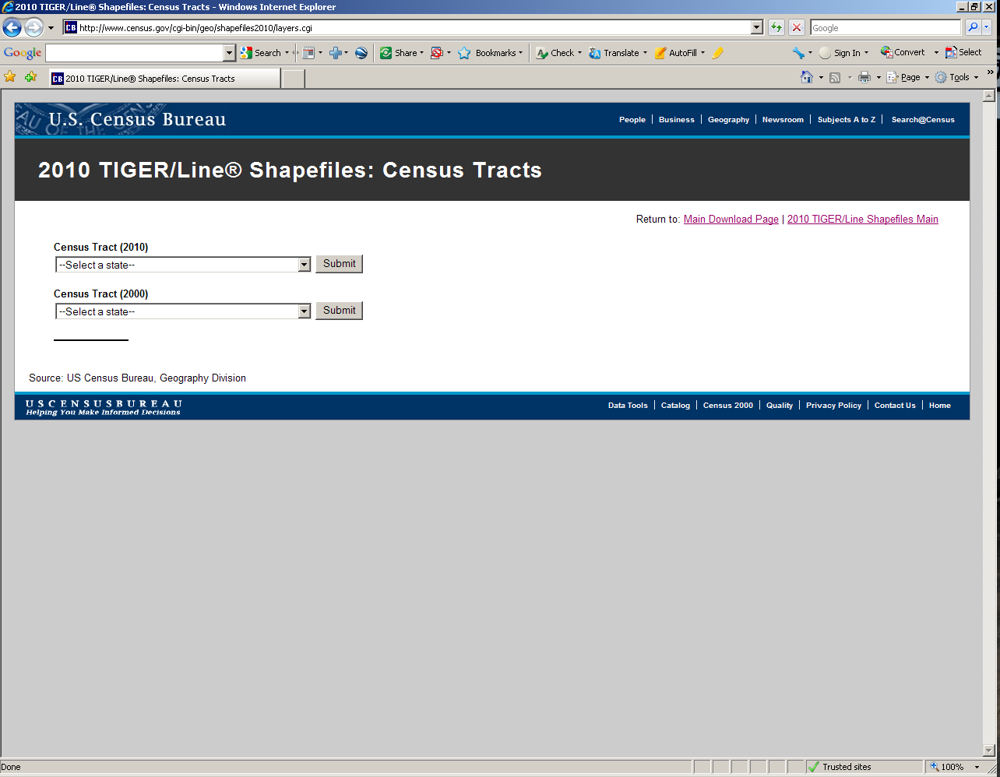 2010 TIGER/Line® Shapefiles: Census Tracts - Windows Internet Explorer
CB http://www.census.gov/cgi-bin/geo/shapefiles2010/layers.cgi Google
Google Search Share Bookmarks Check Translate AutoFill Sign In Convert Select
CB 2010 TIGER/Line® Shapefiles: Census Tracts Page Tools »
U.S. Census Bureau
People | Business | Geography | Newsroom | Subjects A to Z | Search@Census
2010 TIGER/Line® Shapefiles: Census Tracts
Return to: Main Download Page | 2010 TIGER/Line Shapefiles Main
Census Tract (2010)
--Select a state-- Submit
Census Tract (2000)
--Select a state-- Submit
Source: US Census Bureau, Geography Division
USCENSUSBUREAU
Helping You Make Informed Decisions
Data Tools | Catalog | Census 2000 | Quality | Privacy Policy | Contact Us | Home
Done Trusted sites 100%